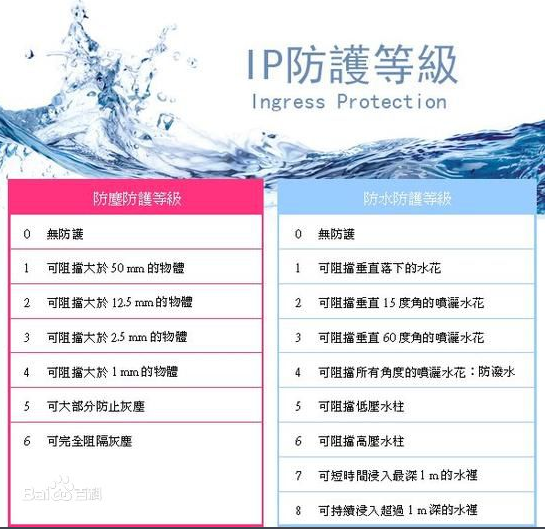 IP防護等級
Ingress Protection
防塵防護等級
0 無防護
1 可阻擋大於 50 mm 的物體
2 可阻擋大於 12.5 mm 的物體
3 可阻擋大於 2.5 mm 的物體
4 可阻擋大於 1 mm 的物體
5 可大部分防止灰塵
6 可完全阻隔灰塵
Bai百科
防水防護等級
0 無防護
1 可阻擋垂直落下的水花
2 可阻擋垂直 15 度角的噴灑水花
3 可阻擋垂直 60 度角的噴灑水花
4 可阻擋所有角度的噴灑水花：防潑水
5 可阻擋低壓水柱
6 可阻擋高壓水柱
7 可短時間浸入最深 1 m 的水裡
8 可持續浸入超過 1 m 深的水裡